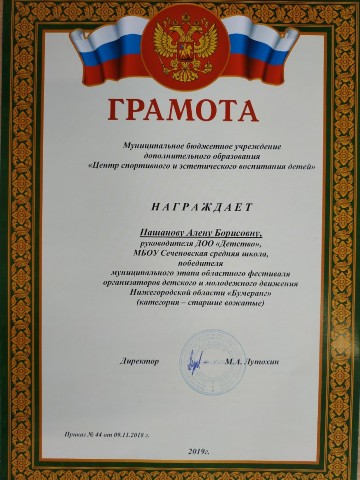 ГРАМОТА
Муниципальное бюджетное учреждение
дополнительного образования
«Центр спортивного и эстетического воспитания детей»
НАГРАЖДАЕТ
Пашанову Алену Борисовну,
руководителя ДОО «Детство»,
МБОУ Сеченовская средняя школа,
победителя
муниципального этапа областного фестиваля
организаторов детского и молодежного движения
Нижегородской области «Бумеранг»
(категория – старшие вожатые)
Директор М.А. Лутохин
Приказ № 44 от 09.11.2018 г.
2019г.